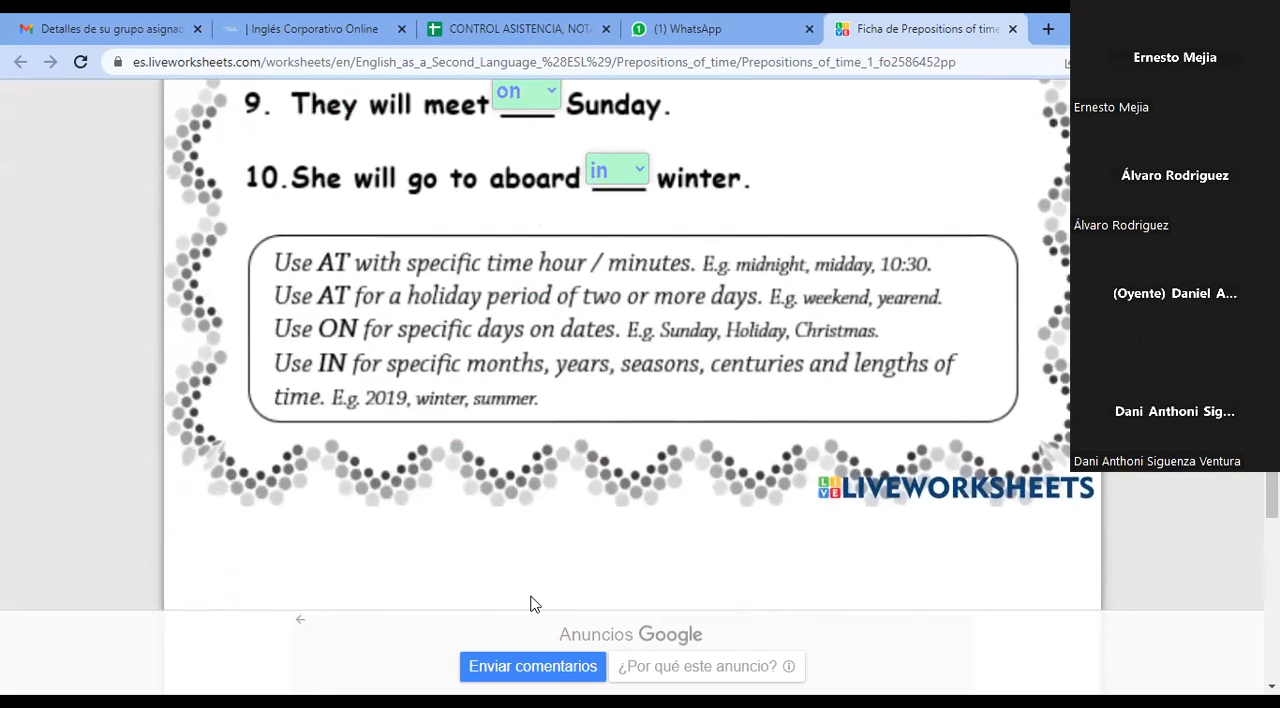 Detalles de su grupo asignac
| Inglés Corporativo Online
CONTROL ASISTENCIA, NOTA
(1) WhatsApp
Ficha de Prepositions of time
es.liveworksheets.com/worksheets/en/English_as_a_Second_Language_%28ESL%29/Prepositions_of_time/Prepositions_of_time_1_fo2586452pp
9. They will meet on Sunday.
10.She will go to aboard in winter.
Use AT with specific time hour / minutes. E.g. midnight, midday, 10:30.
Use AT for a holiday period of two or more days. E.g. weekend, yearend.
Use ON for specific days on dates. E.g. Sunday, Holiday, Christmas.
Use IN for specific months, years, seasons, centuries and lengths of
time. E.g. 2019, winter, summer.
LIVE LIVEWORKSHEETS
Anuncios Google
Enviar comentarios
¿Por qué este anuncio?
Ernesto Mejia
Ernesto Mejia
Álvaro Rodriguez
Álvaro Rodriguez
(Oyente) Daniel A...
Dani Anthoni Sig...
Dani Anthoni Siguenza Ventura